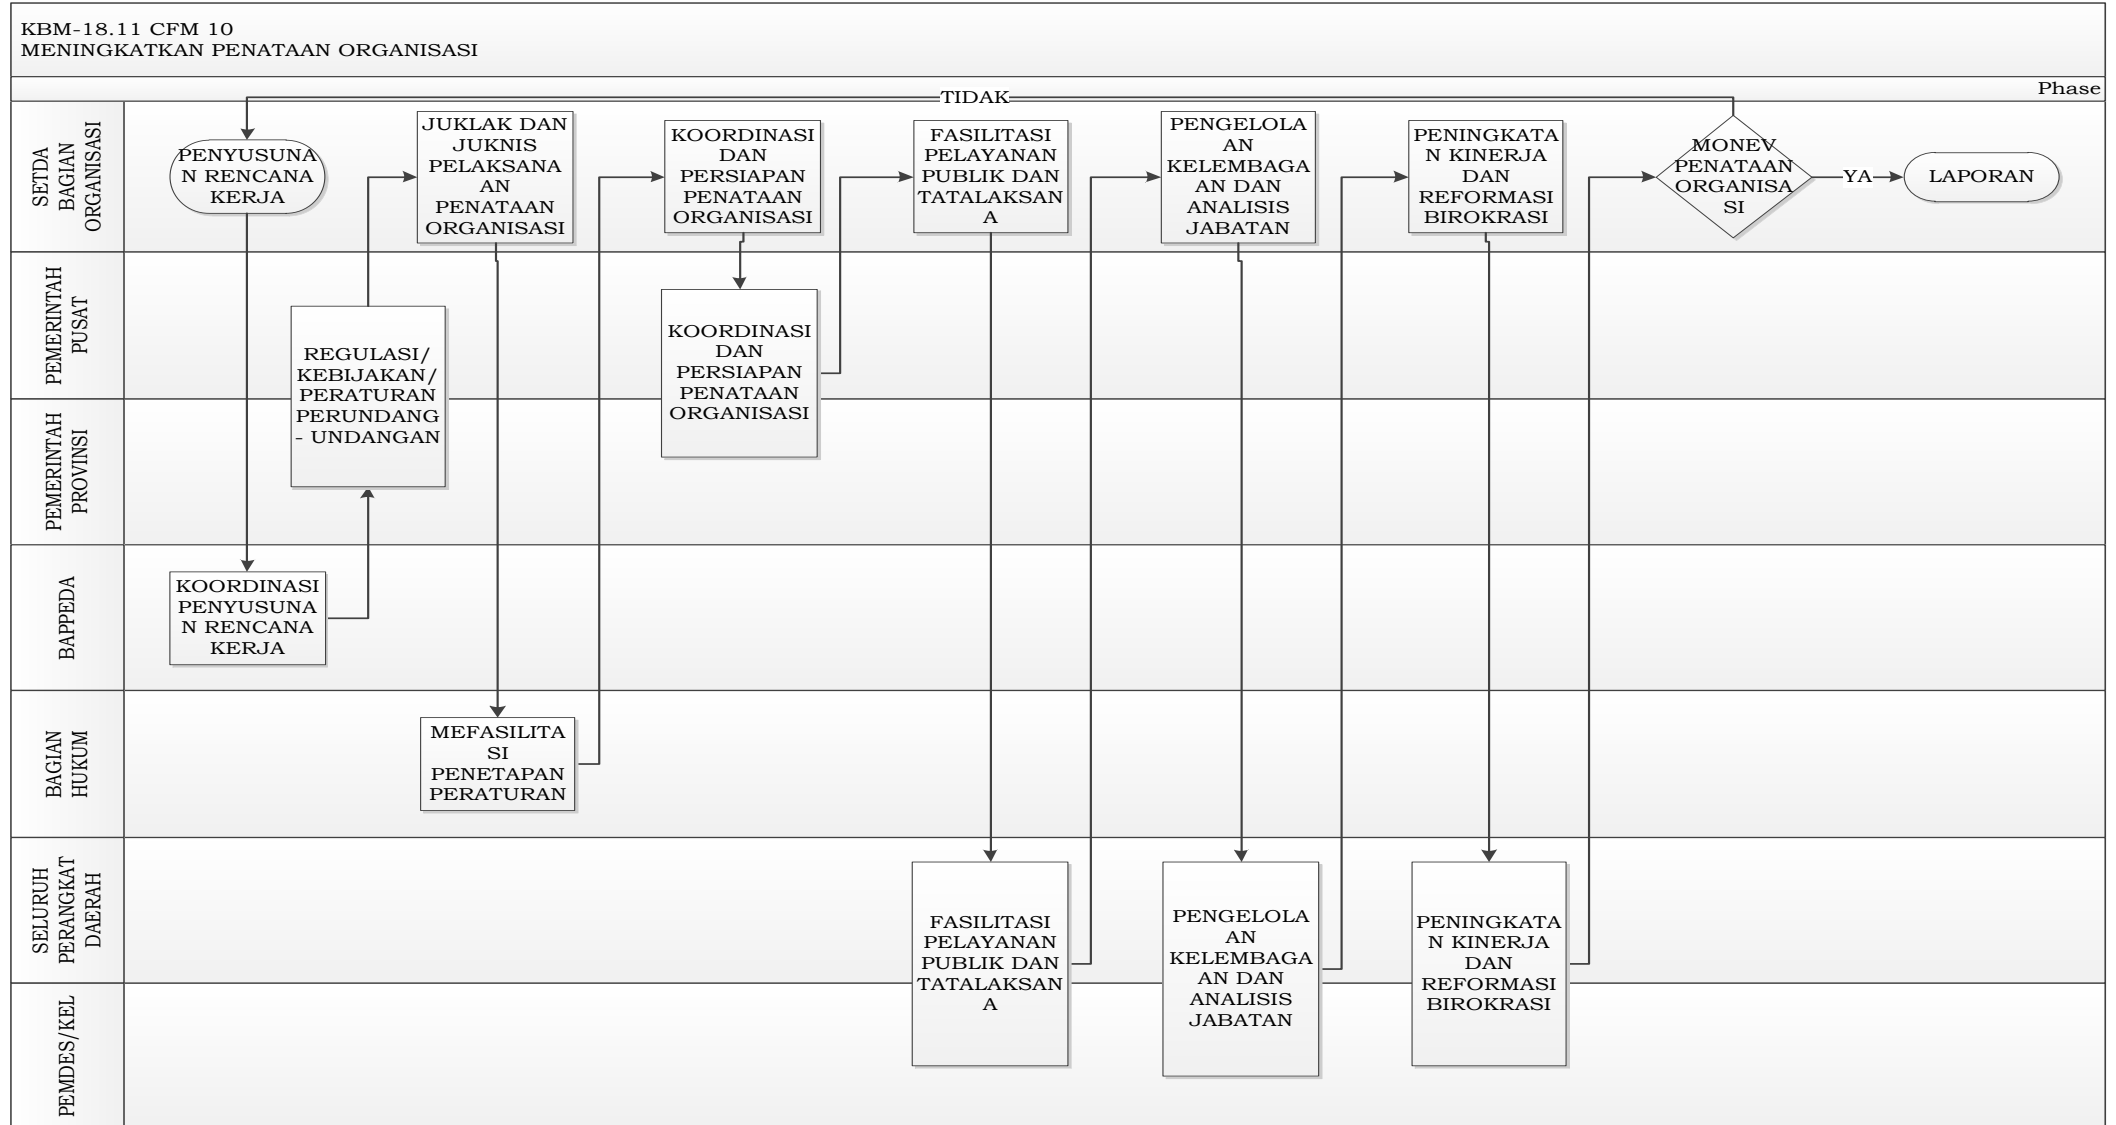 KBM-18.11 CFM 10
MENINGKATKAN PENATAAN ORGANISASI
Phase
TIDAK
SETDA
BAGIAN
ORGANISASI
PENYUSUNA
N RENCANA
KERJA
JUKLAK DAN
JUKNIS
PELAKSANA
AN
PENATAAN
ORGANISASI
KOORDINASI
DAN
PERSIAPAN
PENATAAN
ORGANISASI
FASILITASI
PELAYANAN
PUBLIK DAN
TATALAKSAN
A
PENGELOLA
AN
KELEMBAGA
AN DAN
ANALISIS
JABATAN
PENINGKATA
N KINERJA
DAN
REFORMASI
BIROKRASI
MONEV
PENATAAN
ORGANISA
SI
YA
LAPORAN
PEMERINTAH
PUSAT
REGULASI/
KEBIJAKAN/
PERATURAN
PERUNDANG
- UNDANGAN
KOORDINASI
DAN
PERSIAPAN
PENATAAN
ORGANISASI
PEMERINTAH
PROVINSI
BAPPEDA
KOORDINASI
PENYUSUNA
N RENCANA
KERJA
BAGIAN
HUKUM
MEFASILITA
SI
PENETAPAN
PERATURAN
SELURUH
PERANGKAT
DAERAH
FASILITASI
PELAYANAN
PUBLIK DAN
TATALAKSAN
A
PENGELOLA
AN
KELEMBAGA
AN DAN
ANALISIS
JABATAN
PENINGKATA
N KINERJA
DAN
REFORMASI
BIROKRASI
PEMDES/KEL